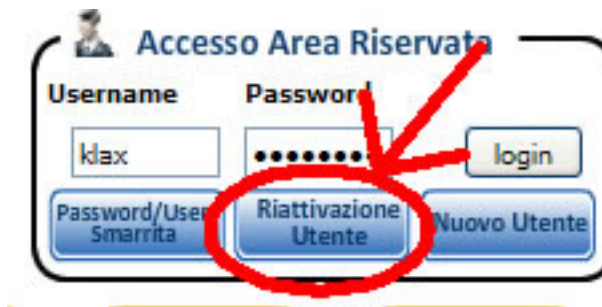 Accesso Area Riservata
Username Password
klax ●●●●●●●● login
Password/User Smarrita
Riattivazione Utente
Nuovo Utente